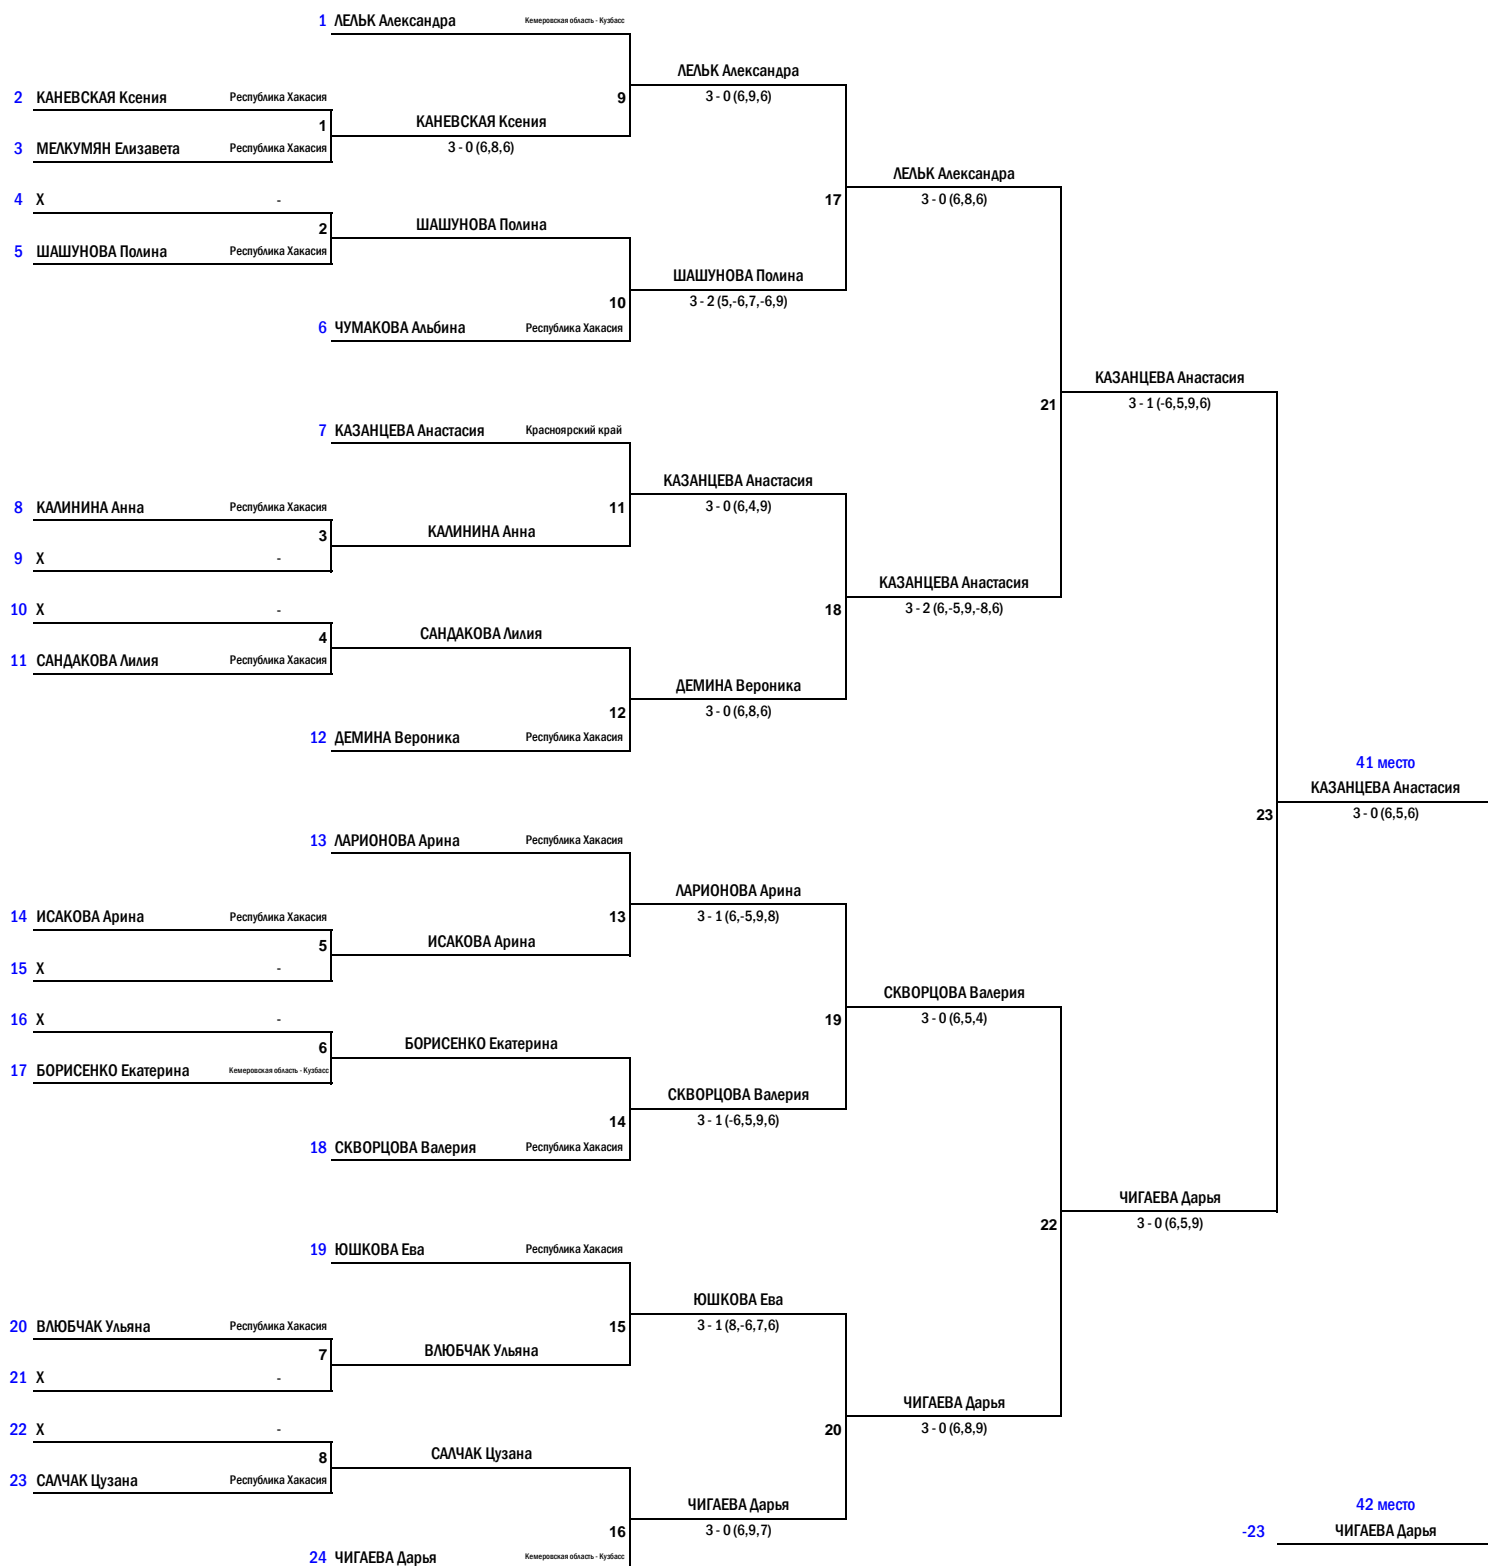 1 ЛЕЛЬК Александра Кемеровская область - Кузбасс
ЛЕЛЬК Александра
2 КАНЕВСКАЯ Ксения Республика Хакасия 9 3 - 0 (6,9,6)
1 КАНЕВСКАЯ Ксения
3 МЕЛКУМЯН Елизавета Республика Хакасия 3 - 0 (6,8,6)
ЛЕЛЬК Александра
4 X - 17 3 - 0 (6,8,6)
2 ШАШУНОВА Полина
5 ШАШУНОВА Полина Республика Хакасия
ШАШУНОВА Полина
10 3 - 2 (5,-6,7,-6,9)
6 ЧУМАКОВА Альбина Республика Хакасия
КАЗАНЦЕВА Анастасия
21 3 - 1 (-6,5,9,6)
7 КАЗАНЦЕВА Анастасия Красноярский край
КАЗАНЦЕВА Анастасия
8 КАЛИНИНА Анна Республика Хакасия 11 3 - 0 (6,4,9)
3 КАЛИНИНА Анна
9 X -
КАЗАНЦЕВА Анастасия
10 X - 18 3 - 2 (6,-5,9,-8,6)
4 САНДАКОВА Лилия
11 САНДАКОВА Лилия Республика Хакасия
ДЕМИНА Вероника
12 3 - 0 (6,8,6)
12 ДЕМИНА Вероника Республика Хакасия
41 место
КАЗАНЦЕВА Анастасия
23 3 - 0 (6,5,6)
13 ЛАРИОНОВА Арина Республика Хакасия
ЛАРИОНОВА Арина
14 ИСАКОВА Арина Республика Хакасия 13 3 - 1 (6,-5,9,8)
5 ИСАКОВА Арина
15 X -
СКВОРЦОВА Валерия
16 X - 19 3 - 0 (6,5,4)
6 БОРИСЕНКО Екатерина
17 БОРИСЕНКО Екатерина Кемеровская область - Кузбасс
СКВОРЦОВА Валерия
14 3 - 1 (-6,5,9,6)
18 СКВОРЦОВА Валерия Республика Хакасия
ЧИГАЕВА Дарья
22 3 - 0 (6,5,9)
19 ЮШКОВА Ева Республика Хакасия
ЮШКОВА Ева
20 ВЛЮБЧАК Ульяна Республика Хакасия 15 3 - 1 (8,-6,7,6)
7 ВЛЮБЧАК Ульяна
21 X -
ЧИГАЕВА Дарья
22 X - 20 3 - 0 (6,8,9)
8 САЛЧАК Цузана
23 САЛЧАК Цузана Республика Хакасия
ЧИГАЕВА Дарья 42 место
16 3 - 0 (6,9,7) -23 ЧИГАЕВА Дарья
24 ЧИГАЕВА Дарья Кемеровская область - Кузбасс